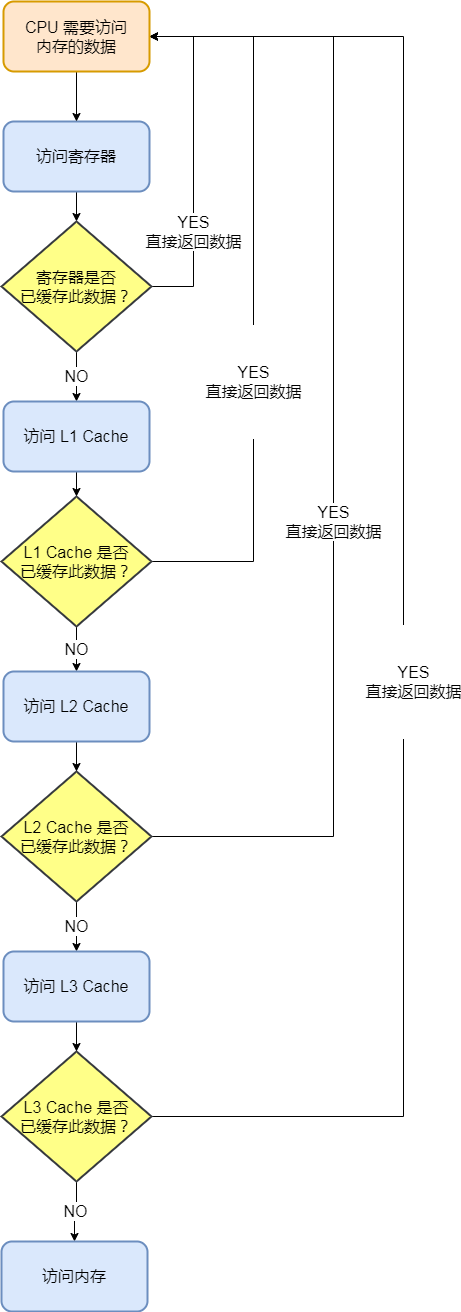 CPU 需要访问
内存的数据
访问寄存器
YES
直接返回数据
寄存器是否
已缓存此数据？
NO
YES
直接返回数据
访问 L1 Cache
YES
直接返回数据
L1 Cache 是否
已缓存此数据？
NO
YES
直接返回数据
访问 L2 Cache
L2 Cache 是否
已缓存此数据？
NO
访问 L3 Cache
L3 Cache 是否
已缓存此数据？
NO
访问内存